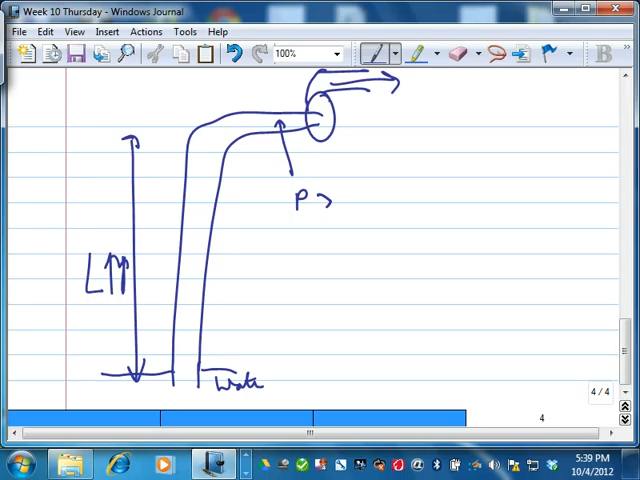 Week 10 Thursday - Windows Journal
File Edit View Insert Actions Tools Help
100%
B
P >
L↑↑
4 / 4
4
5:39 PM
10/4/2012